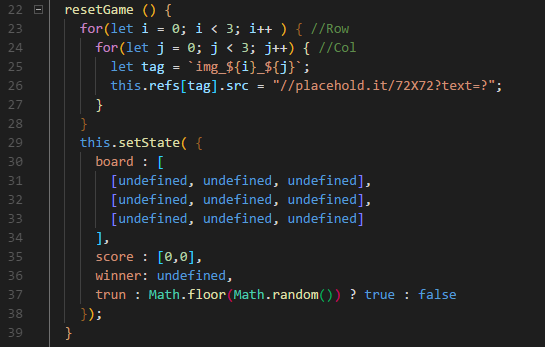 22 resetGame () {
23 for(let i = 0; i < 3; i++ ) { //Row
24 for(let j = 0; j < 3; j++) { //Col
25 let tag = `img_${i}_${j}`;
26 this.refs[tag].src = "//placehold.it/72X72?text=?";
27 }
28 }
29 this.setState( {
30 board : [
31 [undefined, undefined, undefined],
32 [undefined, undefined, undefined],
33 [undefined, undefined, undefined]
34 ],
35 score : [0,0],
36 winner: undefined,
37 trun : Math.floor(Math.random()) ? true : false
38 });
39 }